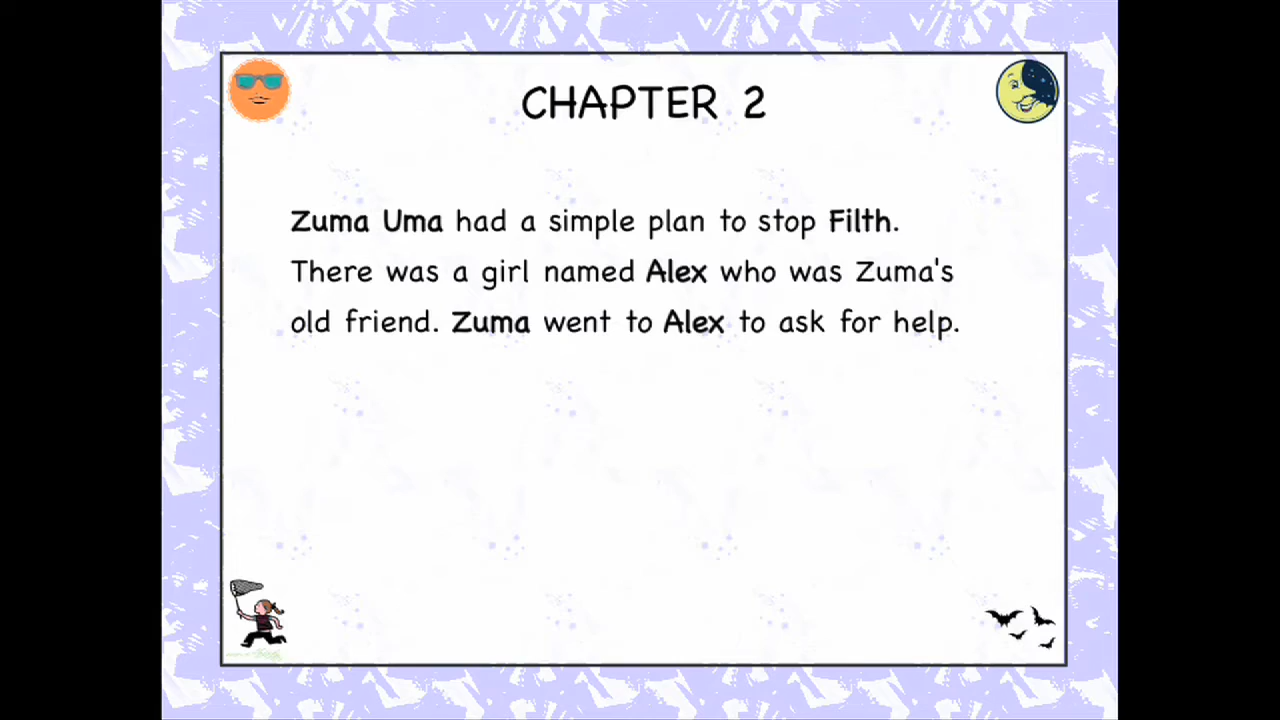 CHAPTER 2
Zuma Uma had a simple plan to stop Filth.
There was a girl named Alex who was Zuma's
old friend. Zuma went to Alex to ask for help.